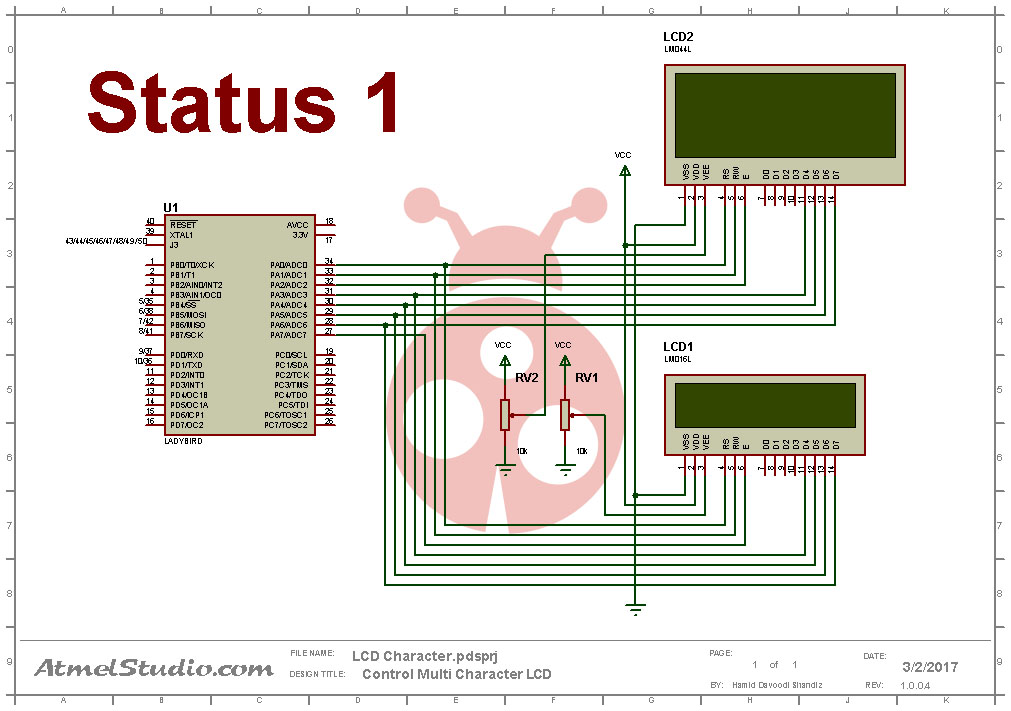 A B C D E F G H J K
0 0
1 1
2 2
3 3
4 4
5 5
6 6
7 7
8 8
9 9
Status 1
LCD2
LM044L
VSS VDD VEE RS RW E D0 D1 D2 D3 D4 D5 D6 D7
1 2 3 4 5 6 7 8 9 10 11 12 13 14
VCC
U1
40 RESET AVCC 18
39 XTAL1 3.3V 17
43/44/45/46/47/48/49/50 J3
1 PB0/T0/XCK PA0/ADC0 34
2 PB1/T1 PA1/ADC1 33
3 PB2/AIN0/INT2 PA2/ADC2 32
4 PB3/AIN1/OC0 PA3/ADC3 31
5/35 PB4/SS PA4/ADC4 30
6/38 PB5/MOSI PA5/ADC5 29
7/42 PB6/MISO PA6/ADC6 28
8/41 PB7/SCK PA7/ADC7 27
9/37 PD0/RXD PC0/SCL 19
10/36 PD1/TXD PC1/SDA 20
11 PD2/INT0 PC2/TCK 21
12 PD3/INT1 PC3/TMS 22
13 PD4/OC1B PC4/TDO 23
14 PD5/OC1A PC5/TDI 24
15 PD6/ICP1 PC6/TOSC1 25
16 PD7/OC2 PC7/TOSC2 26
LADYBIRD
VCC VCC
RV2 RV1
10k 10k
LCD1
LM016L
VSS VDD VEE RS RW E D0 D1 D2 D3 D4 D5 D6 D7
1 2 3 4 5 6 7 8 9 10 11 12 13 14
AtmelStudio.com
FILE NAME: LCD Character.pdsprj
DESIGN TITLE: Control Multi Character LCD
PAGE:
1 of 1
BY: Hamid Davoodi Shandiz
DATE:
3/2/2017
REV: 1.0.0.4
A B C D E F G H J K